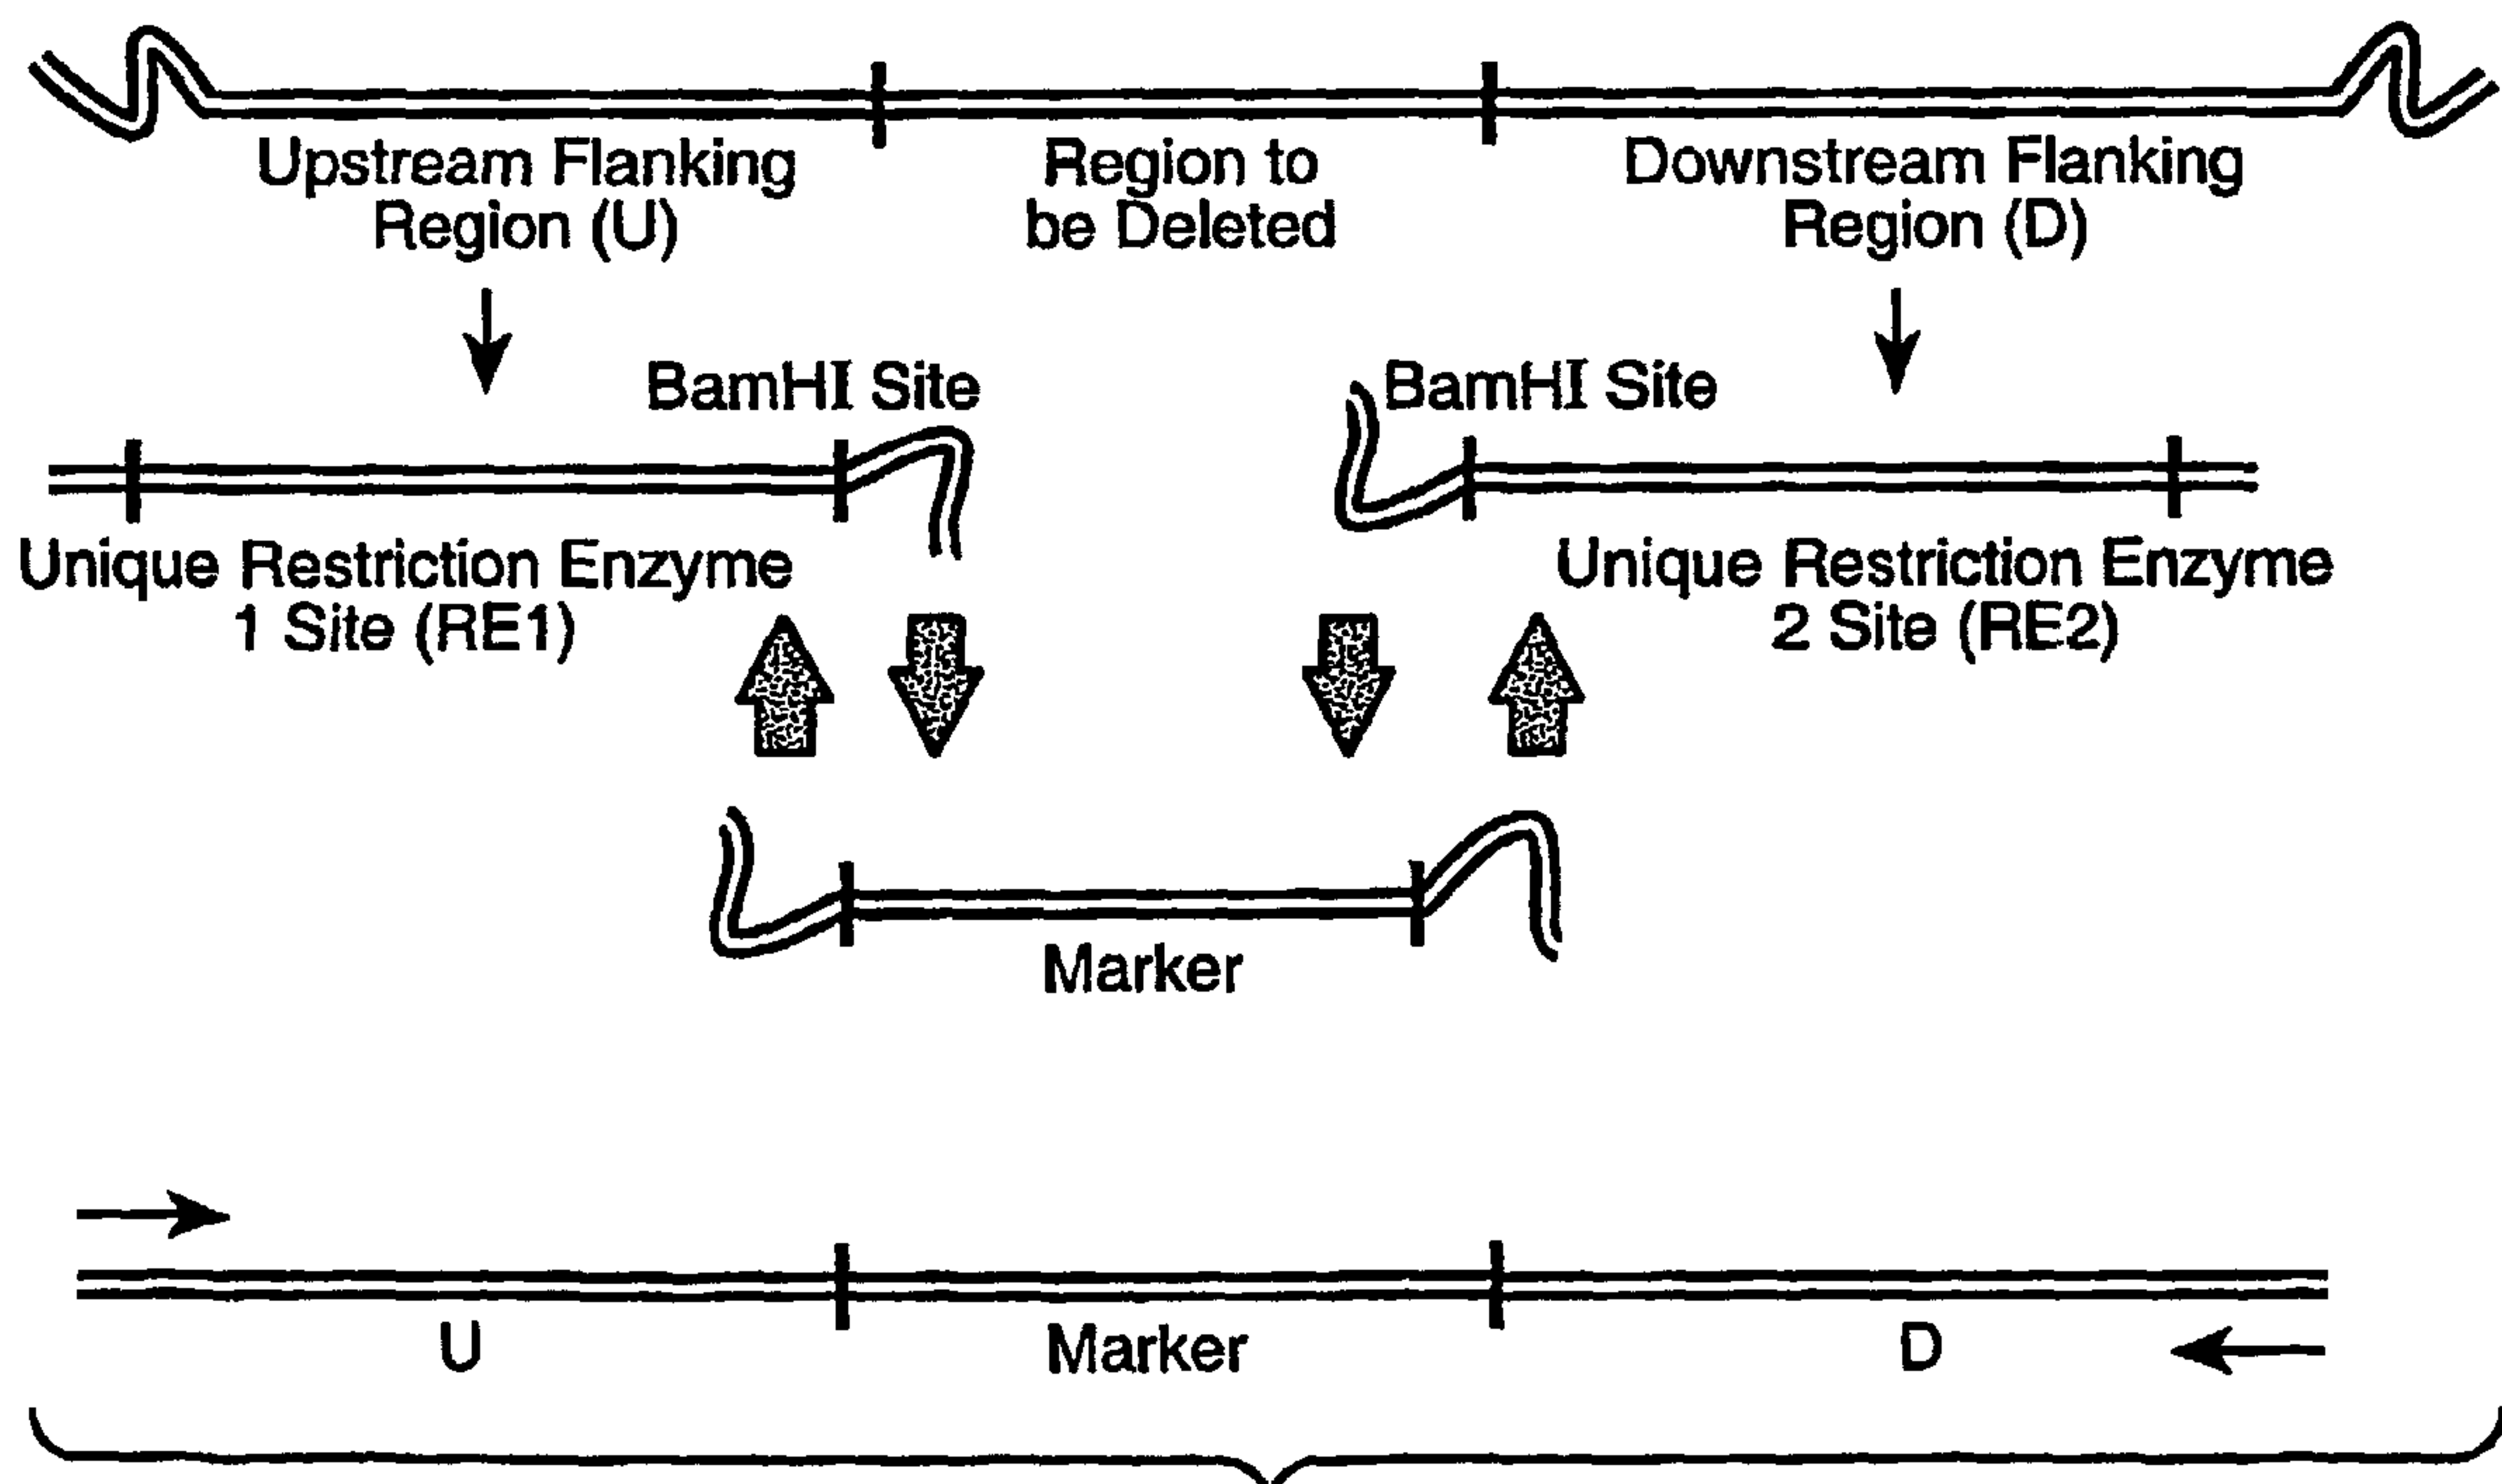 Upstream Flanking
Region (U)
Region to
be Deleted
Downstream Flanking
Region (D)
BamHI Site
BamHI Site
Unique Restriction Enzyme
1 Site (RE1)
Unique Restriction Enzyme
2 Site (RE2)
Marker
U
Marker
D